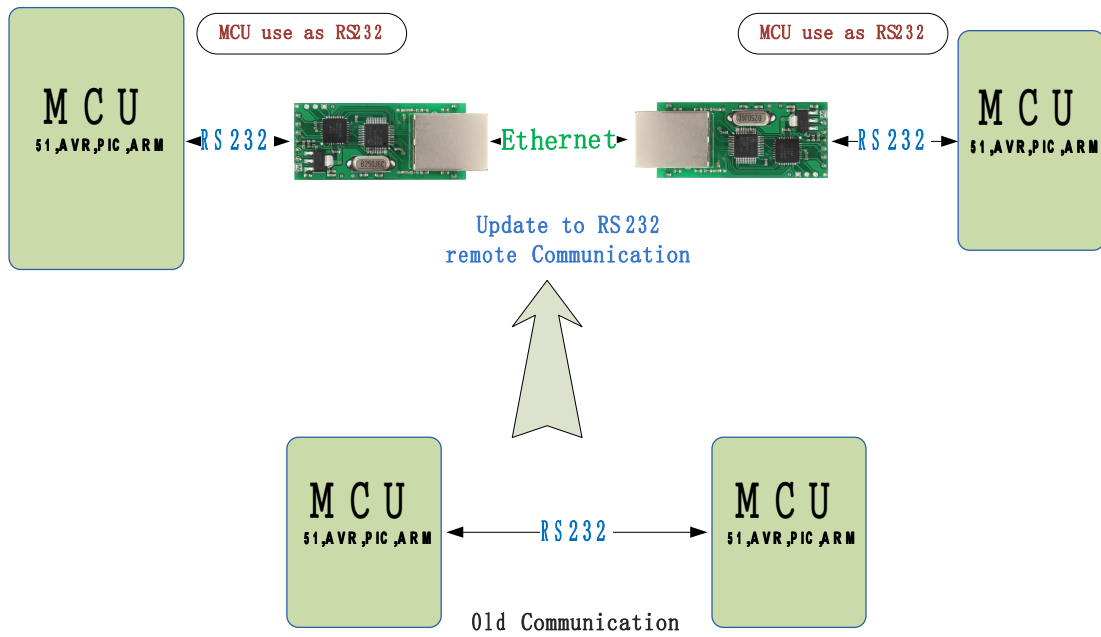 MCU use as RS232
MCU use as RS232
MCU
51,AVR,PIC,ARM
RS232
Ethernet
RS232
MCU
51,AVR,PIC,ARM
Update to RS232
remote Communication
MCU
51,AVR,PIC,ARM
RS232
MCU
51,AVR,PIC,ARM
Old Communication